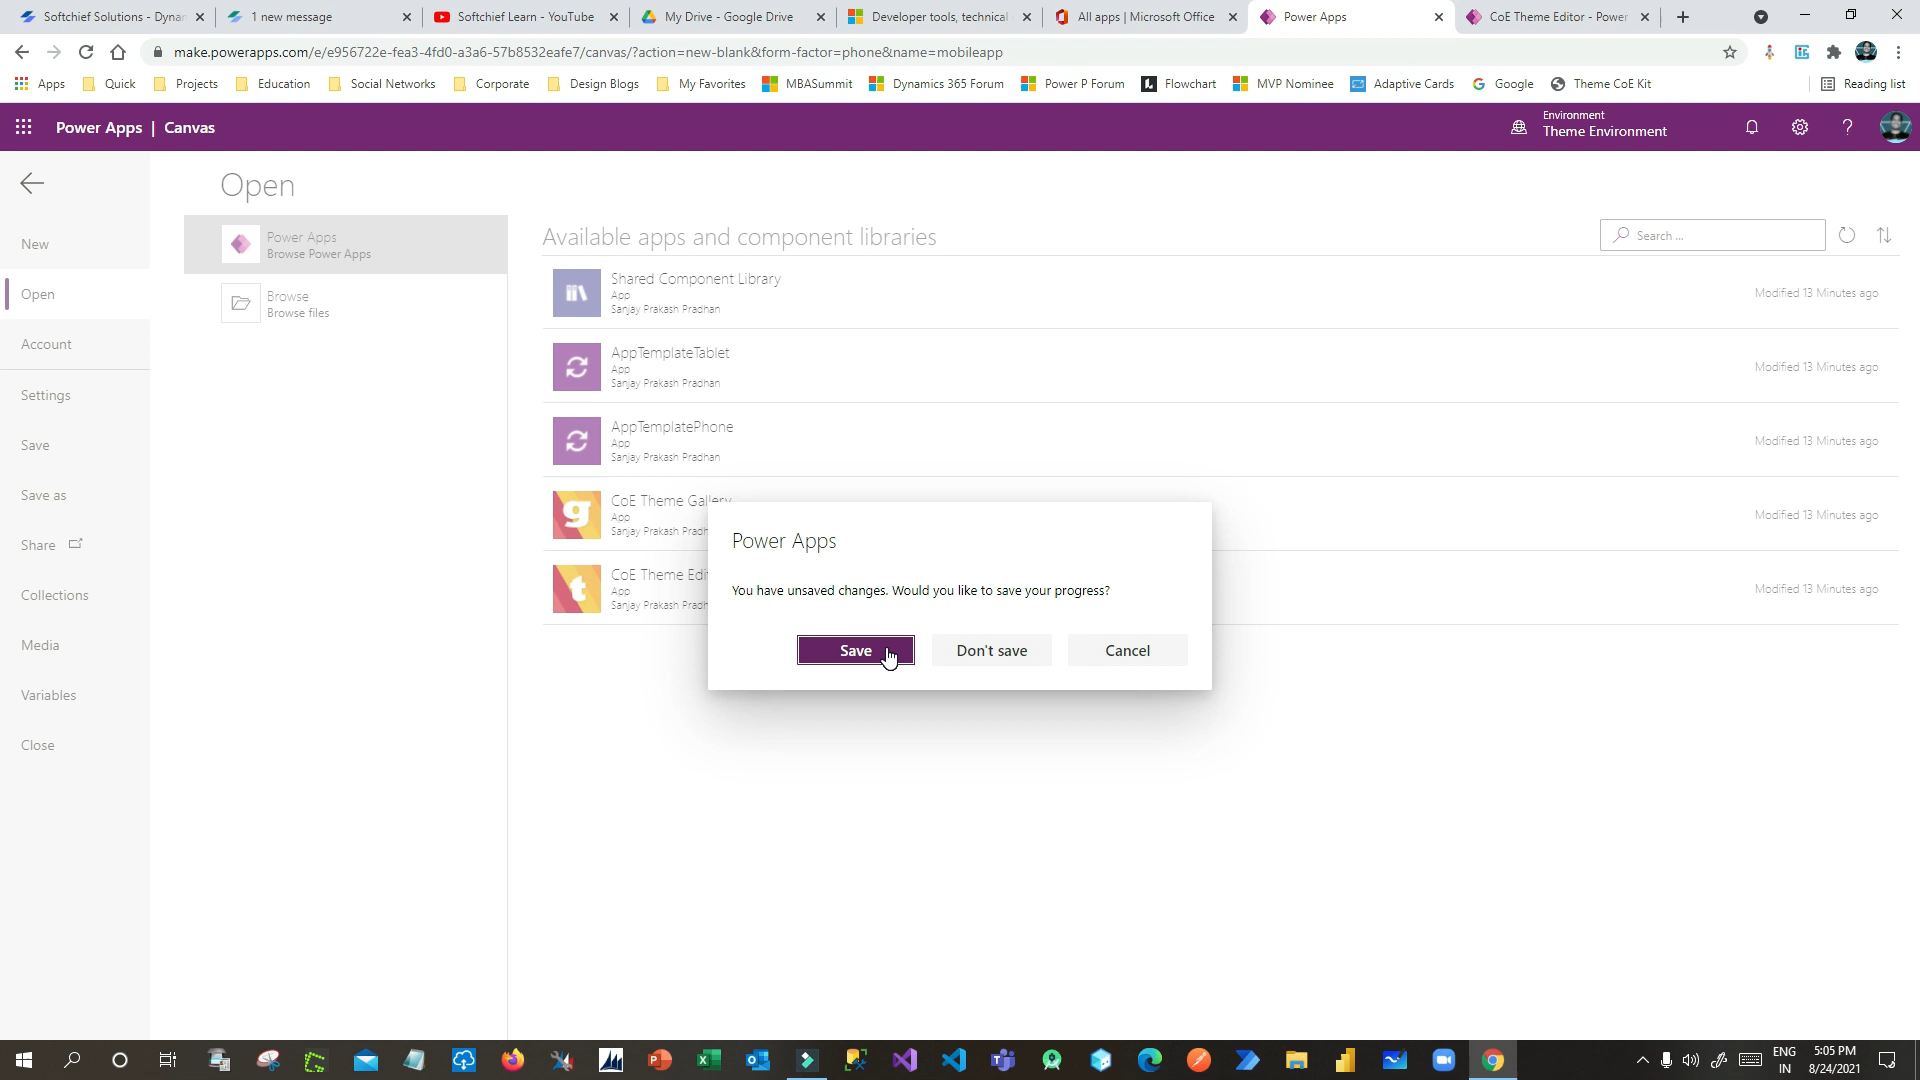 Softchief Solutions - Dynar
1 new message
Softchief Learn - YouTube
My Drive - Google Drive
Developer tools, technical
All apps | Microsoft Office
Power Apps
CoE Theme Editor - Power
make.powerapps.com/e/e956722e-fea3-4fd0-a3a6-57b8532eafe7/canvas/?action=new-blank&form-factor=phone&name=mobileapp
Apps
Quick
Projects
Education
Social Networks
Corporate
Design Blogs
My Favorites
MBASummit
Dynamics 365 Forum
Power P Forum
Flowchart
MVP Nominee
Adaptive Cards
Google
Theme CoE Kit
Reading list
Power Apps | Canvas
Environment
Theme Environment
Open
New
Open
Account
Settings
Save
Save as
Share
Collections
Media
Variables
Close
Power Apps
Browse Power Apps
Browse
Browse files
Available apps and component libraries
Search ...
Shared Component Library
App
Sanjay Prakash Pradhan
Modified 13 Minutes ago
AppTemplateTablet
App
Sanjay Prakash Pradhan
Modified 13 Minutes ago
AppTemplatePhone
App
Sanjay Prakash Pradhan
Modified 13 Minutes ago
g
CoE Theme Gallery
App
Sanjay Prakash Pradh
Modified 13 Minutes ago
t
CoE Theme Edi
App
Sanjay Prakash Pradh
Modified 13 Minutes ago
Power Apps
You have unsaved changes. Would you like to save your progress?
Save
Don't save
Cancel
ENG
IN
5:05 PM
8/24/2021